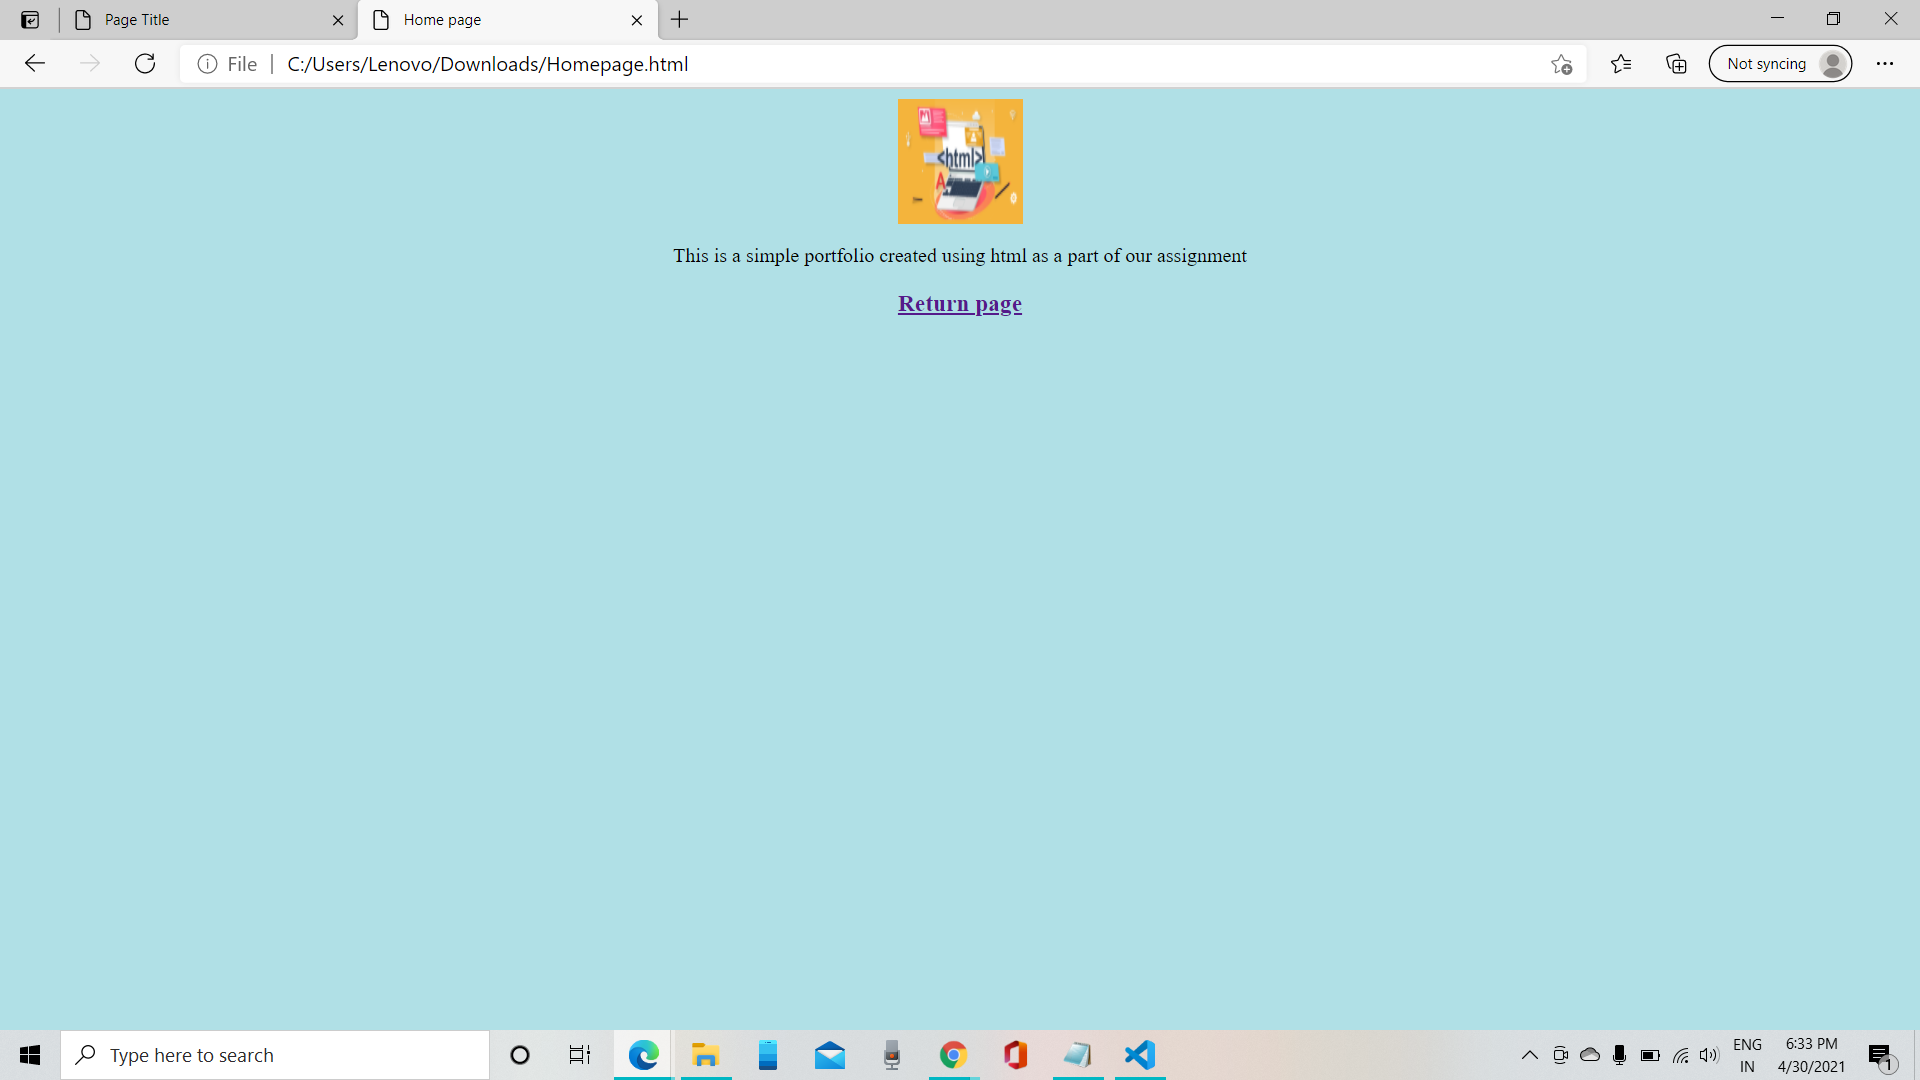 Page Title
Home page
File
C:/Users/Lenovo/Downloads/Homepage.html
Not syncing
<html>
A
This is a simple portfolio created using html as a part of our assignment
Return page
Type here to search
ENG
IN
6:33 PM
4/30/2021
1